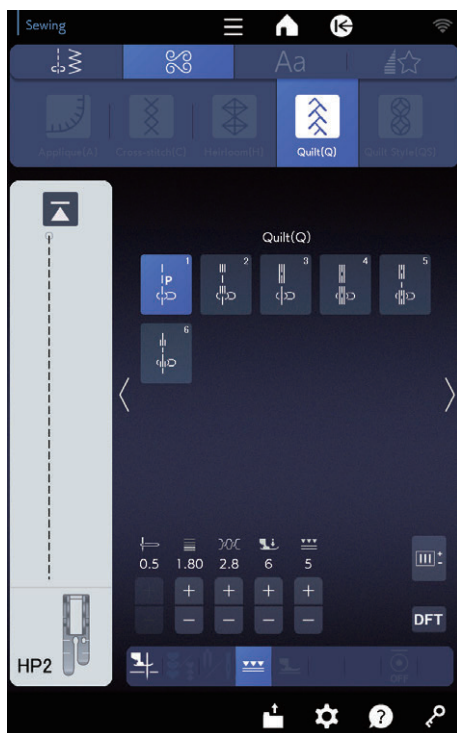 Sewing
Aa
Applique(A) Cross-stitch(C) Heirloom(H) Quilt(Q) Quilt Style(QS)
Quilt(Q)
1 2 3 4 5
P
6
0.5 1.80 2.8 6 5
+ + + +
− − − −
DFT
HP2
OFF